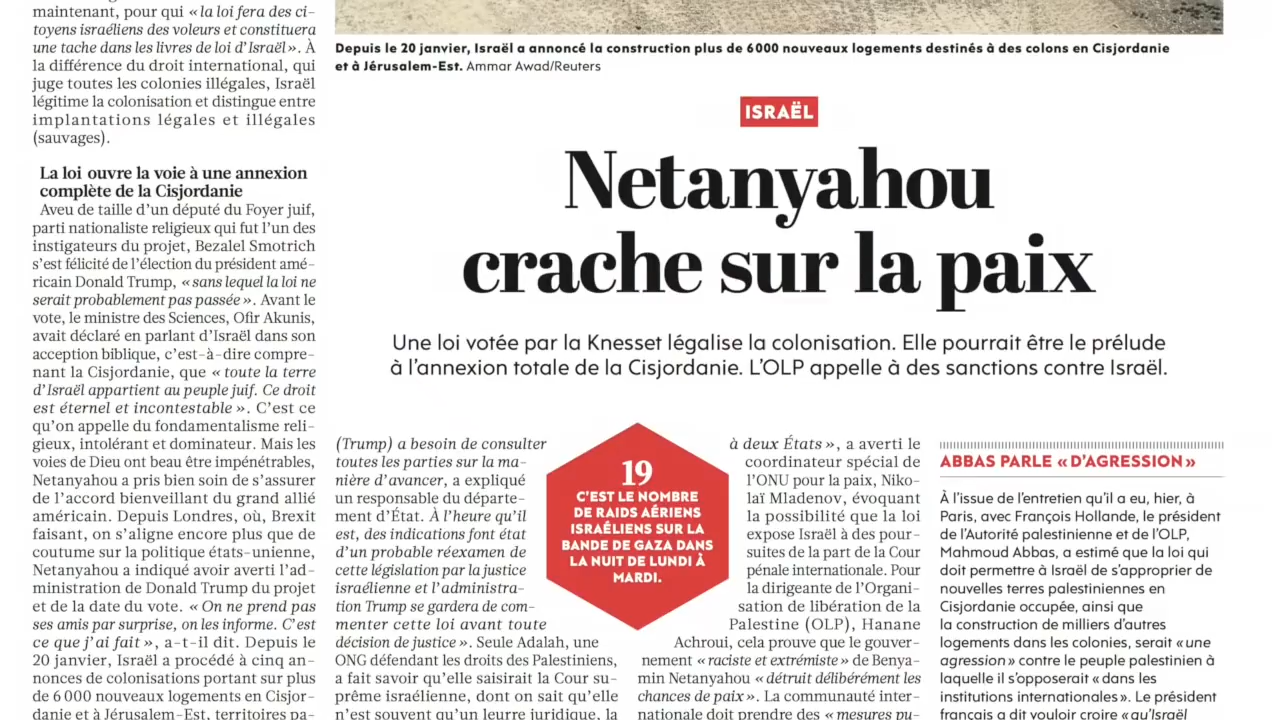 maintenant, pour qui « la loi fera des ci-
toyens israéliens des voleurs et constituera
une tache dans les livres de loi d’Israël ». À
la différence du droit international, qui
juge toutes les colonies illégales, Israël
légitime la colonisation et distingue entre
implantations légales et illégales
(sauvages).
La loi ouvre la voie à une annexion
complète de la Cisjordanie
Aveu de taille d’un député du Foyer juif,
parti nationaliste religieux qui fut l’un des
instigateurs du projet, Bezalel Smotrich
s’est félicité de l’élection du président amé-
ricain Donald Trump, « sans lequel la loi ne
serait probablement pas passée ». Avant le
vote, le ministre des Sciences, Ofir Akunis,
avait déclaré en parlant d’Israël dans son
acception biblique, c’est-à-dire compre-
nant la Cisjordanie, que « toute la terre
d’Israël appartient au peuple juif. Ce droit
est éternel et incontestable ». C’est ce
qu’on appelle du fondamentalisme reli-
gieux, intolérant et dominateur. Mais les
voies de Dieu ont beau être impénétrables,
Netanyahou a pris bien soin de s’assurer
de l’accord bienveillant du grand allié
américain. Depuis Londres, où, Brexit
faisant, on s’aligne encore plus que de
coutume sur la politique états-unienne,
Netanyahou a indiqué avoir averti l’ad-
ministration de Donald Trump du projet
et de la date du vote. « On ne prend pas
ses amis par surprise, on les informe. C’est
ce que j’ai fait », a-t-il dit. Depuis le
20 janvier, Israël a procédé à cinq an-
nonces de colonisations portant sur plus
de 6 000 nouveaux logements en Cisjor-
danie et à Jérusalem-Est, territoires pa-
Depuis le 20 janvier, Israël a annoncé la construction plus de 6 000 nouveaux logements destinés à des colons en Cisjordanie
et à Jérusalem-Est. Ammar Awad/Reuters
ISRAËL
Netanyahou
crache sur la paix
Une loi votée par la Knesset légalise la colonisation. Elle pourrait être le prélude
à l’annexion totale de la Cisjordanie. L’OLP appelle à des sanctions contre Israël.
(Trump) a besoin de consulter
toutes les parties sur la ma-
nière d’avancer, a expliqué
un responsable du départe-
ment d’État. À l’heure qu’il
est, des indications font état
d’un probable réexamen de
cette législation par la justice
israélienne et l’administra-
tion Trump se gardera de com-
menter cette loi avant toute
décision de justice ». Seule Adalah, une
ONG défendant les droits des Palestiniens,
a fait savoir qu’elle saisirait la Cour su-
prême israélienne, dont on sait qu’elle
n’est souvent qu’un leurre juridique, la
19
C’EST LE NOMBRE
DE RAIDS AÉRIENS
ISRAÉLIENS SUR LA
BANDE DE GAZA DANS
LA NUIT DE LUNDI À
MARDI.
à deux États », a averti le
coordinateur spécial de
l’ONU pour la paix, Niko-
laï Mladenov, évoquant
la possibilité que la loi
expose Israël à des pour-
suites de la part de la Cour
pénale internationale. Pour
la dirigeante de l’Organi-
sation de libération de la
Palestine (OLP), Hanane
Achroui, cela prouve que le gouver-
nement « raciste et extrémiste » de Benya-
min Netanyahou « détruit délibérément les
chances de paix ». La communauté inter-
nationale doit prendre des « mesures pu-
ABBAS PARLE « D’AGRESSION »
À l’issue de l’entretien qu’il a eu, hier, à
Paris, avec François Hollande, le président
de l’Autorité palestinienne et de l’OLP,
Mahmoud Abbas, a estimé que la loi qui
doit permettre à Israël de s’approprier de
nouvelles terres palestiniennes en
Cisjordanie occupée, ainsi que
la construction de milliers d’autres
logements dans les colonies, serait « une
agression » contre le peuple palestinien à
laquelle il s’opposerait « dans les
institutions internationales ». Le président
français a dit vouloir croire « qu’Israël